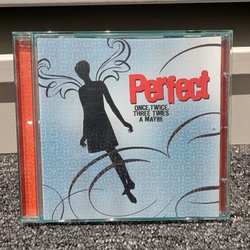 Perfect
ONCE, TWICE,
THREE TIMES
A MAYBE